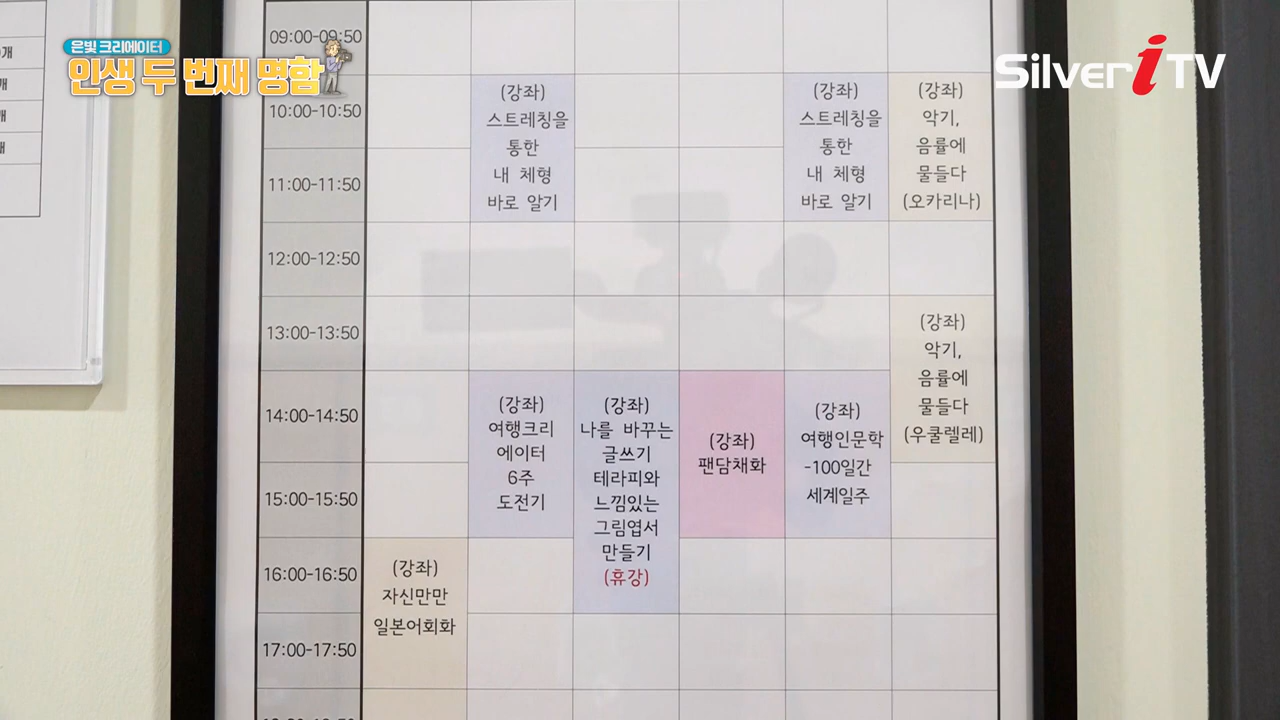 은빛 크리에이터
인생 두 번째 명함
Silver i TV
개
09:00-09:50
10:00-10:50
11:00-11:50
12:00-12:50
13:00-13:50
14:00-14:50
15:00-15:50
16:00-16:50
17:00-17:50
(강좌)
스트레칭을
통한
내 체형
바로 알기
(강좌)
스트레칭을
통한
내 체형
바로 알기
(강좌)
악기,
음률에
물들다
(오카리나)
(강좌)
악기,
음률에
물들다
(우쿨렐레)
(강좌)
여행크리
에이터
6주
도전기
(강좌)
나를 바꾸는
글쓰기
테라피와
느낌있는
그림엽서
만들기
(휴강)
(강좌)
팬담채화
(강좌)
여행인문학
-100일간
세계일주
(강좌)
자신만만
일본어회화